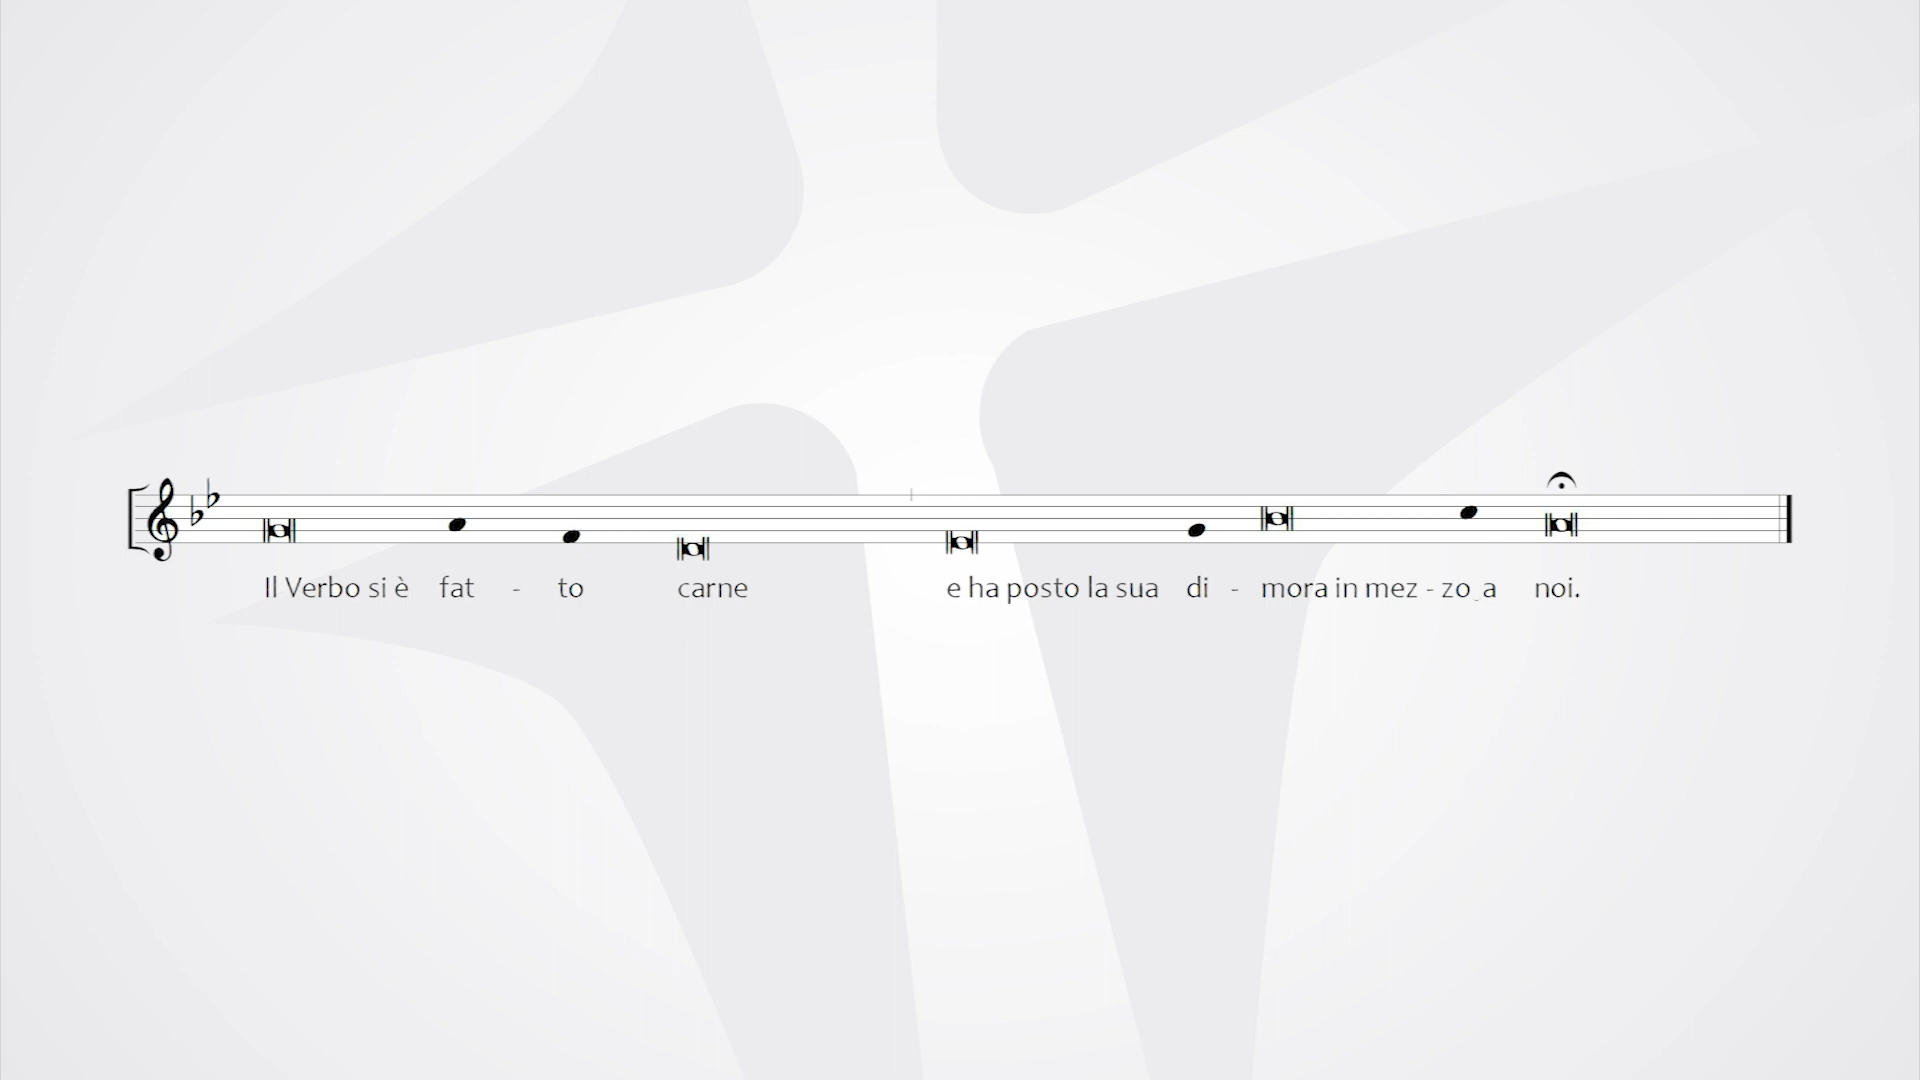 Il Verbo si è fat - to carne e ha posto la sua di - mora in mez - zo‿a noi.